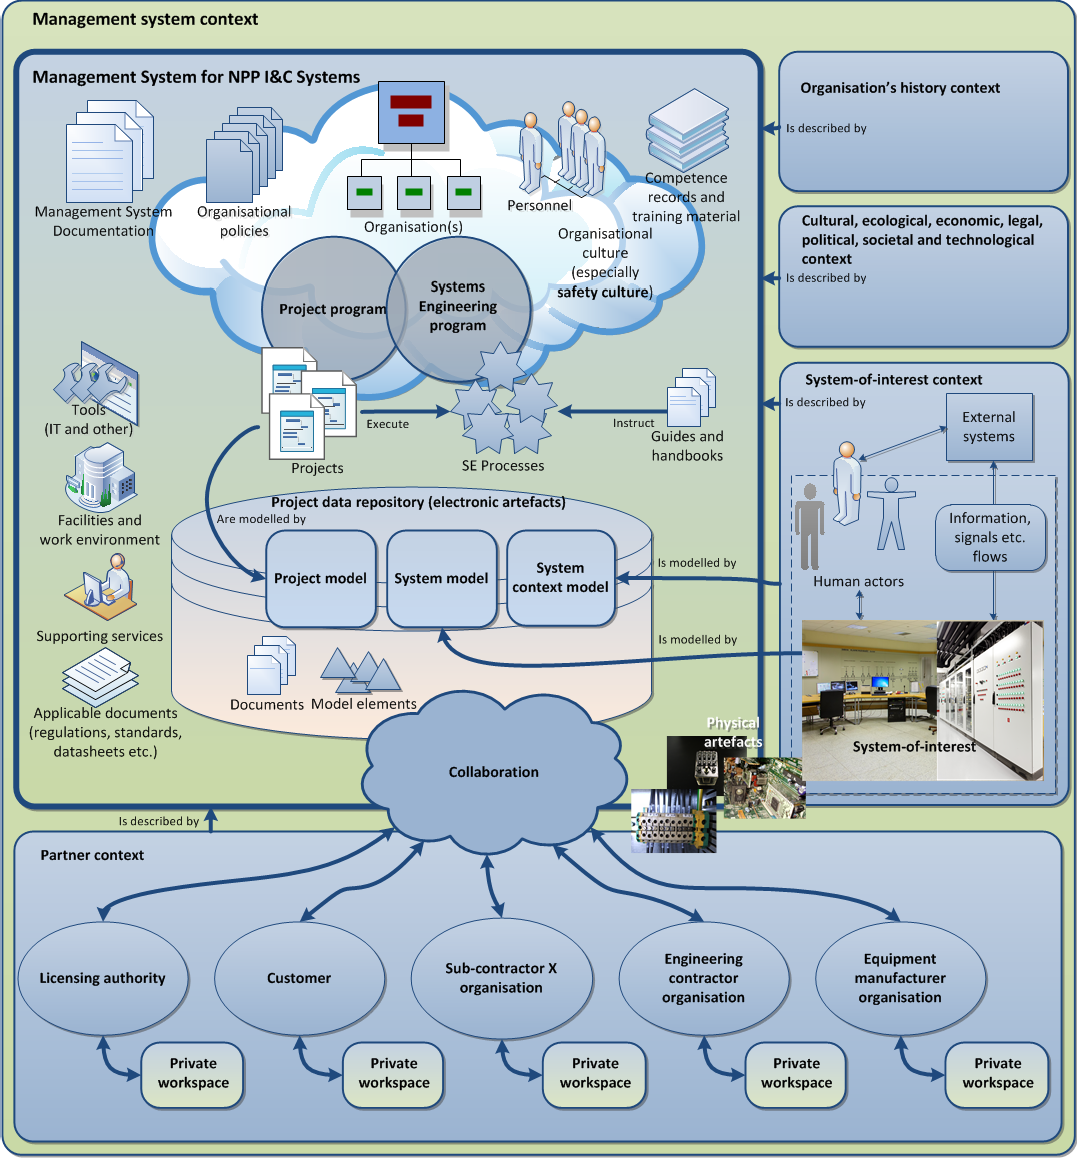 Management system context
Management System for NPP I&C Systems
Management System
Documentation
Organisational
policies
Organisation(s)
Personnel
Competence
records and
training material
Organisational
culture
(especially
safety culture)
Project program
Systems
Engineering
program
Tools
(IT and other)
Projects
Execute
SE Processes
Instruct
Guides and
handbooks
Facilities and
work environment
Supporting services
Applicable documents
(regulations, standards,
datasheets etc.)
Project data repository (electronic artefacts)
Are modelled by
Project model
System model
System
context model
Documents
Model elements
Is modelled by
Is modelled by
Physical
artefacts
Collaboration
Organisation's history context
Is described by
Cultural, ecological, economic, legal,
political, societal and technological
context
Is described by
System-of-interest context
Is described by
External
systems
Information,
signals etc.
flows
Human actors
System-of-interest
Is described by
Partner context
Licensing authority
Customer
Sub-contractor X
organisation
Engineering
contractor
organisation
Equipment
manufacturer
organisation
Private
workspace
Private
workspace
Private
workspace
Private
workspace
Private
workspace